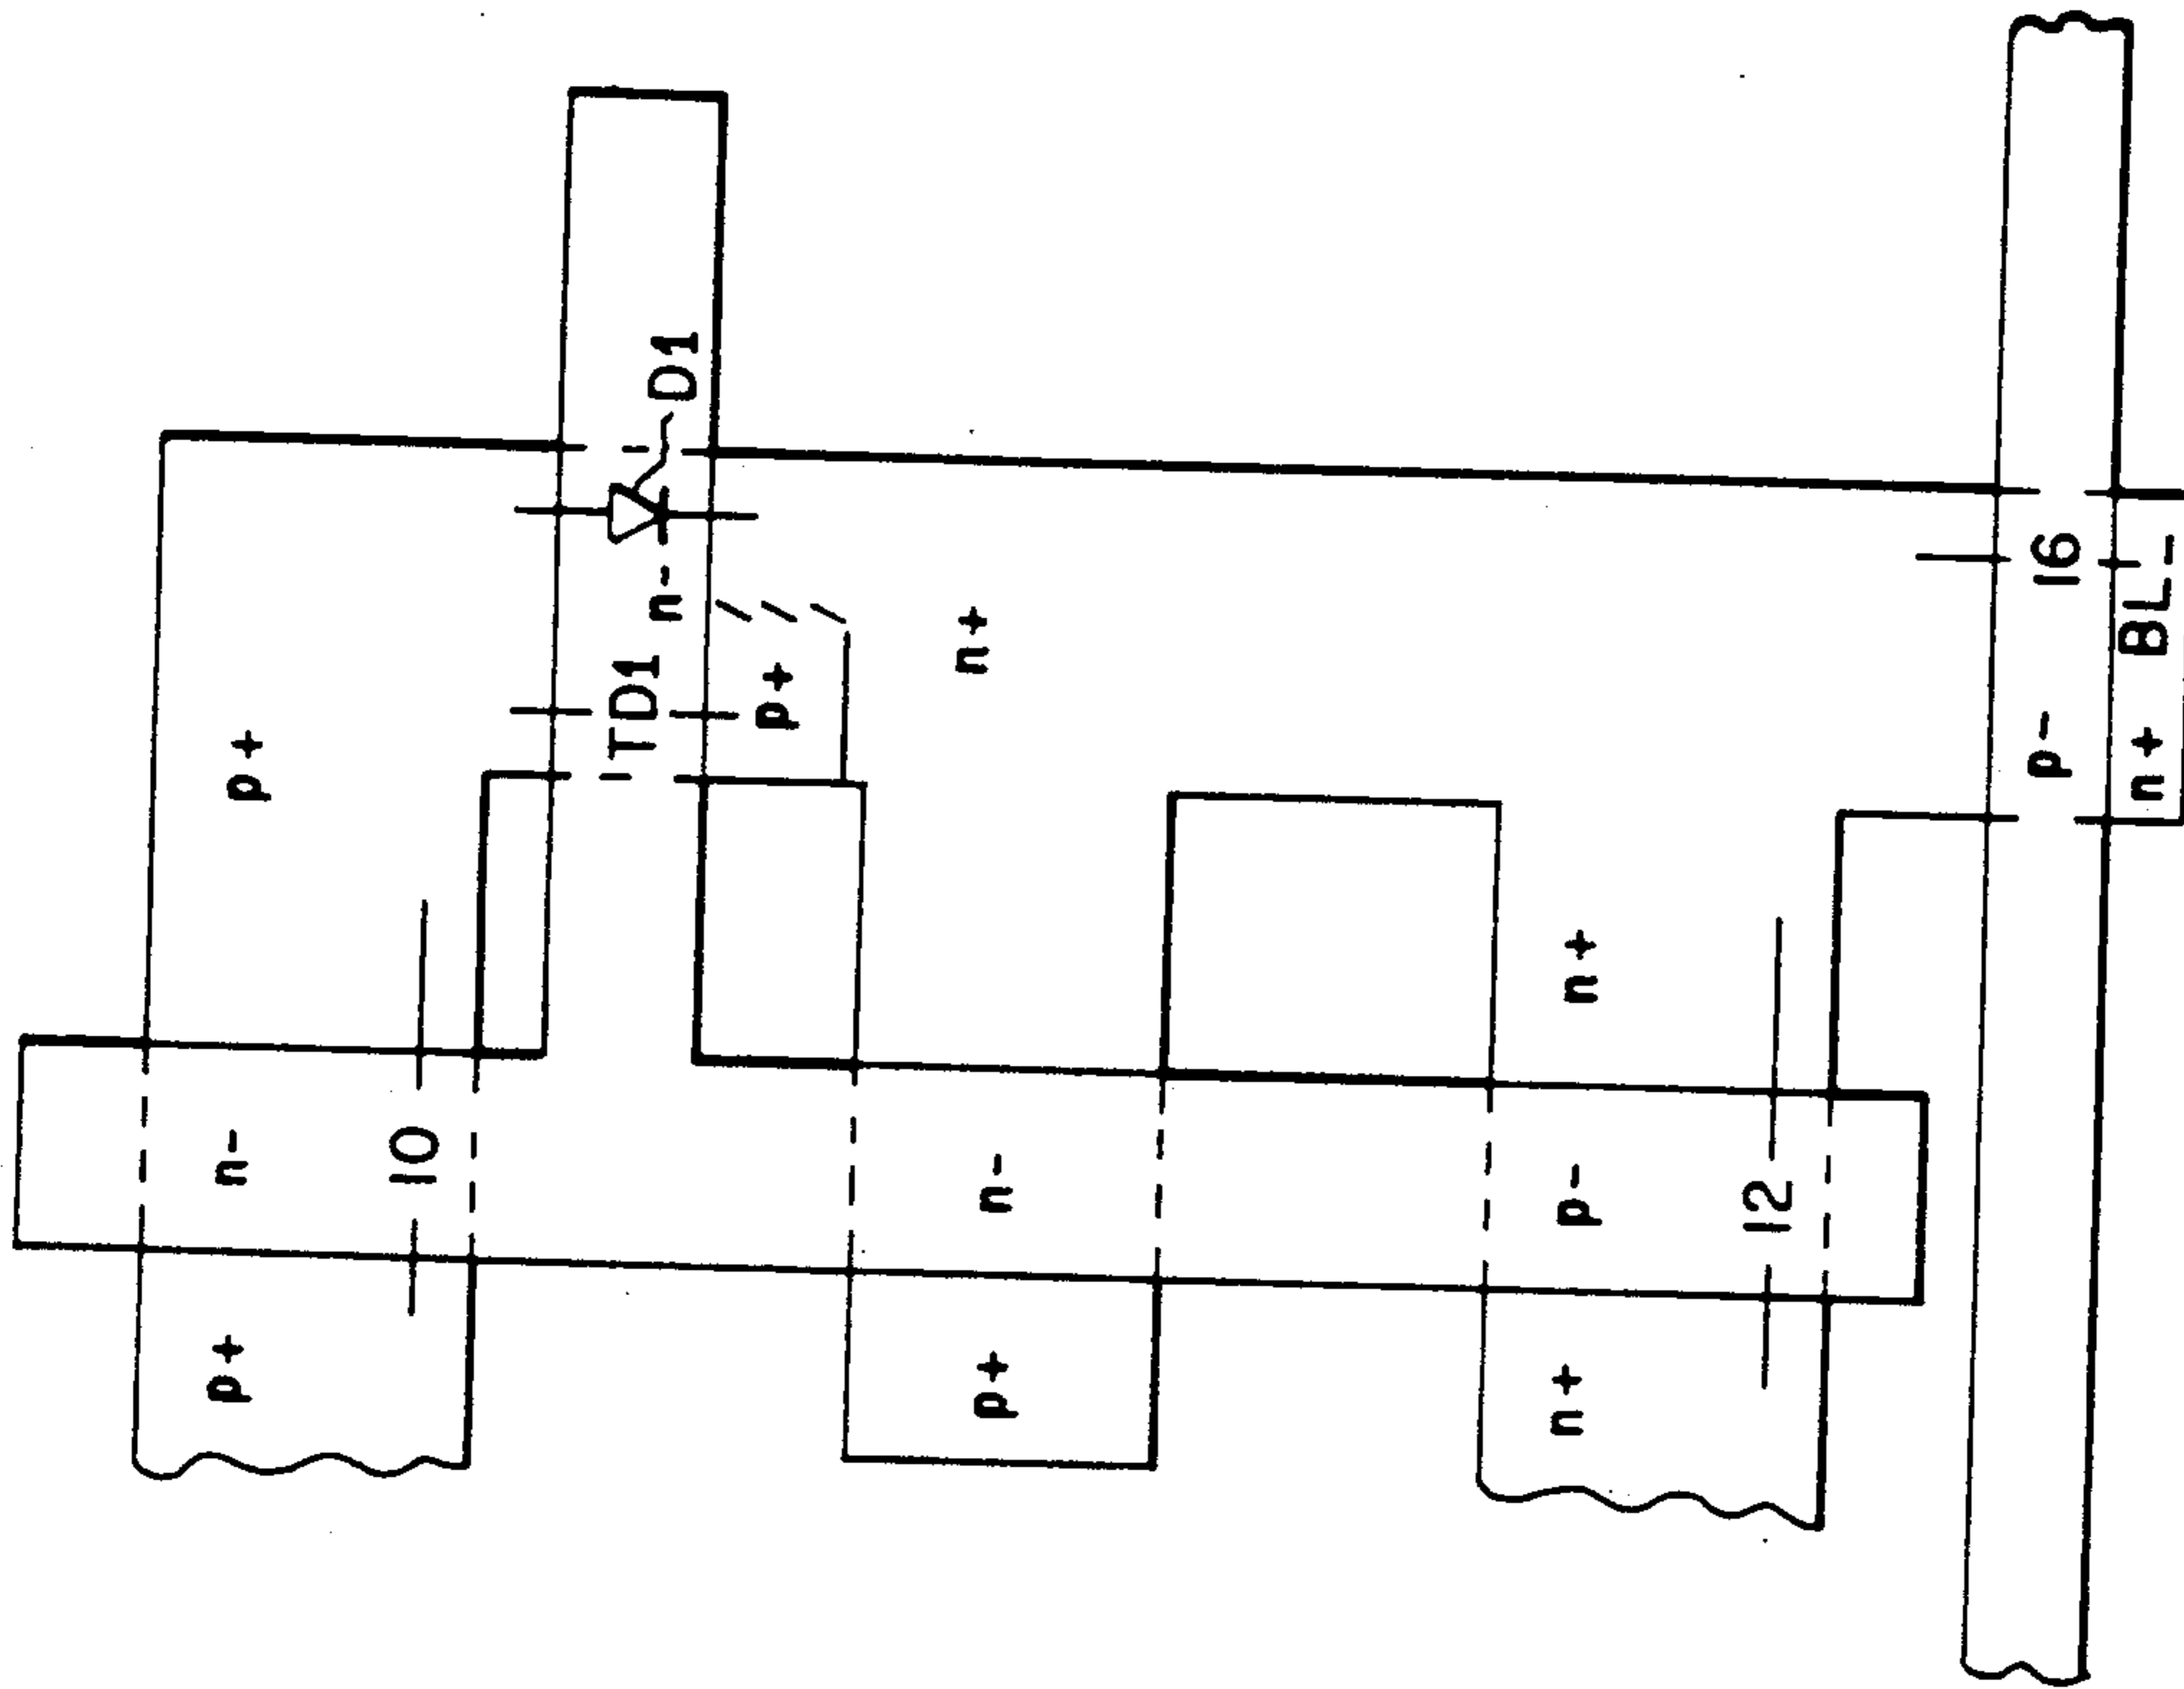 p+
n-
p+
10
TD1
n-
D1
p+
n+
n-
p+
n+
p-
n+
12
p-
16
n+
BL-